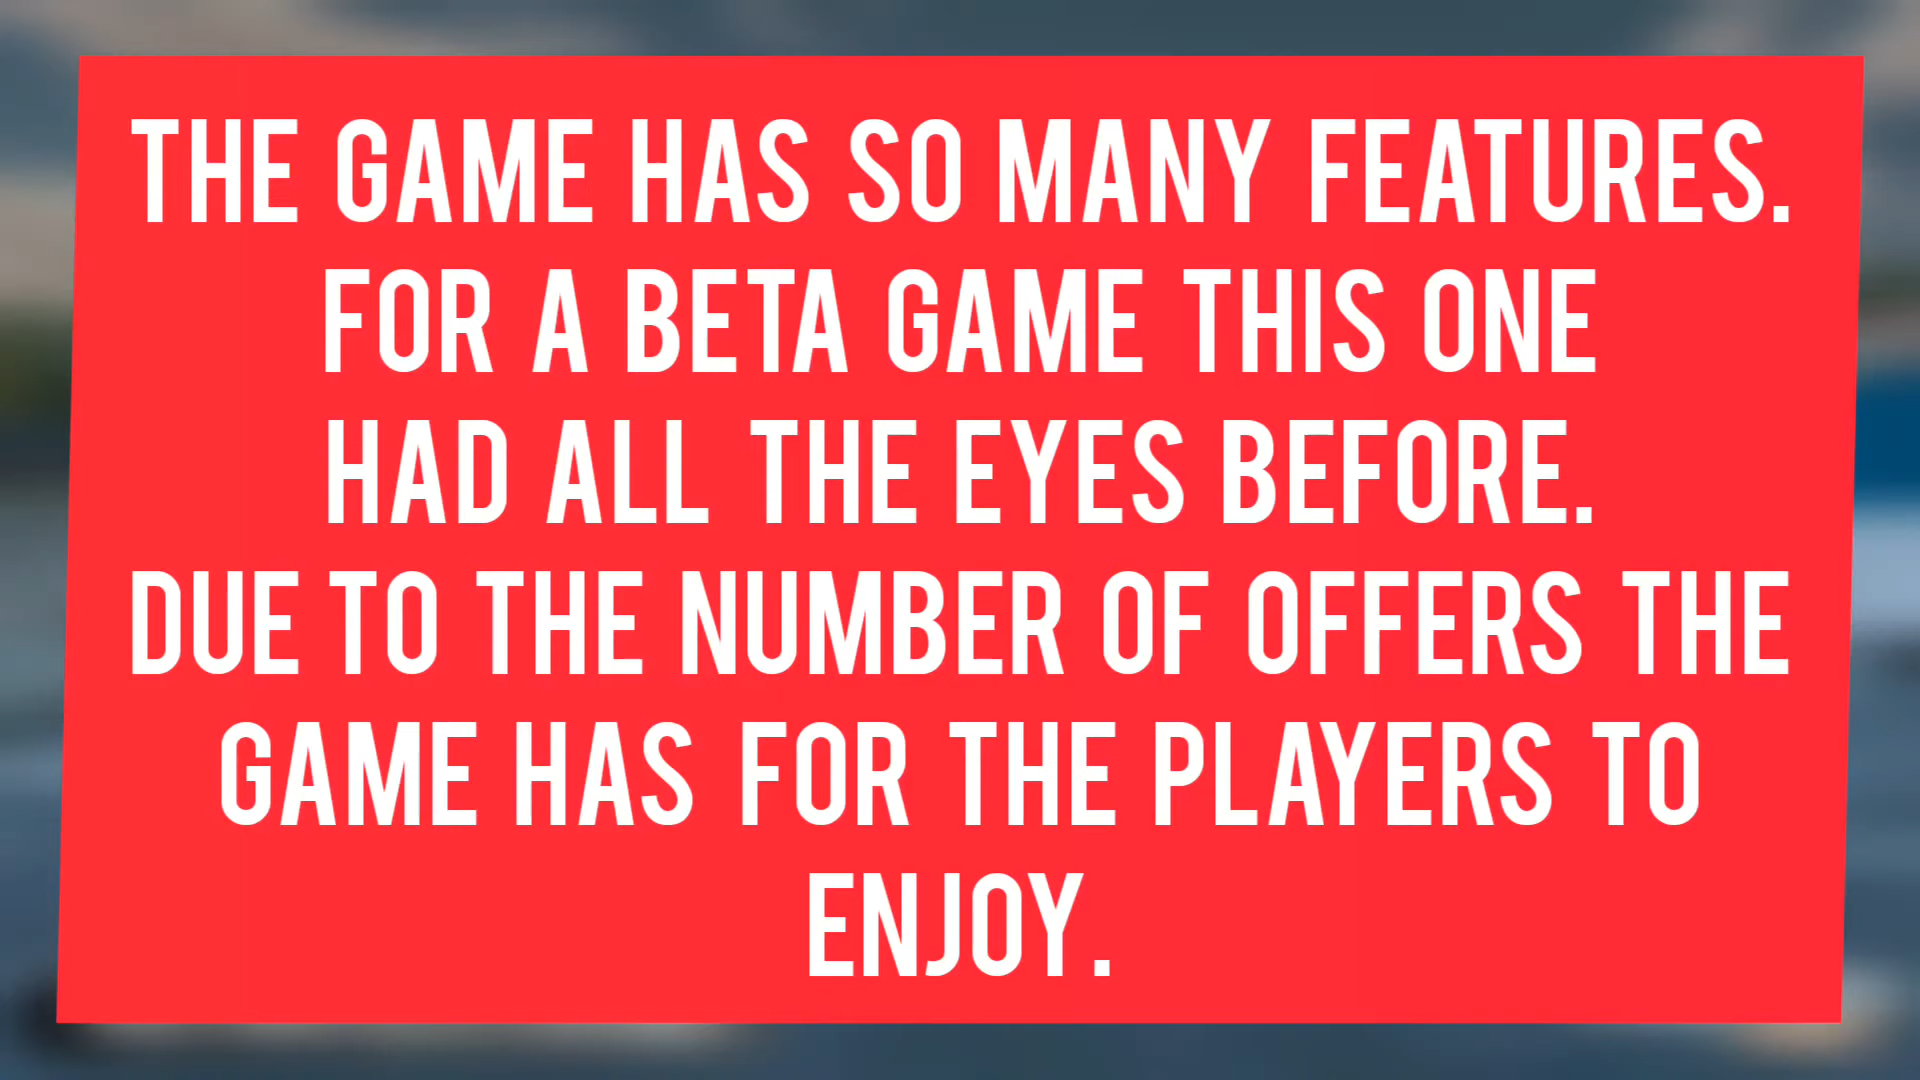 THE GAME HAS SO MANY FEATURES.
FOR A BETA GAME THIS ONE
HAD ALL THE EYES BEFORE.
DUE TO THE NUMBER OF OFFERS THE
GAME HAS FOR THE PLAYERS TO
ENJOY.